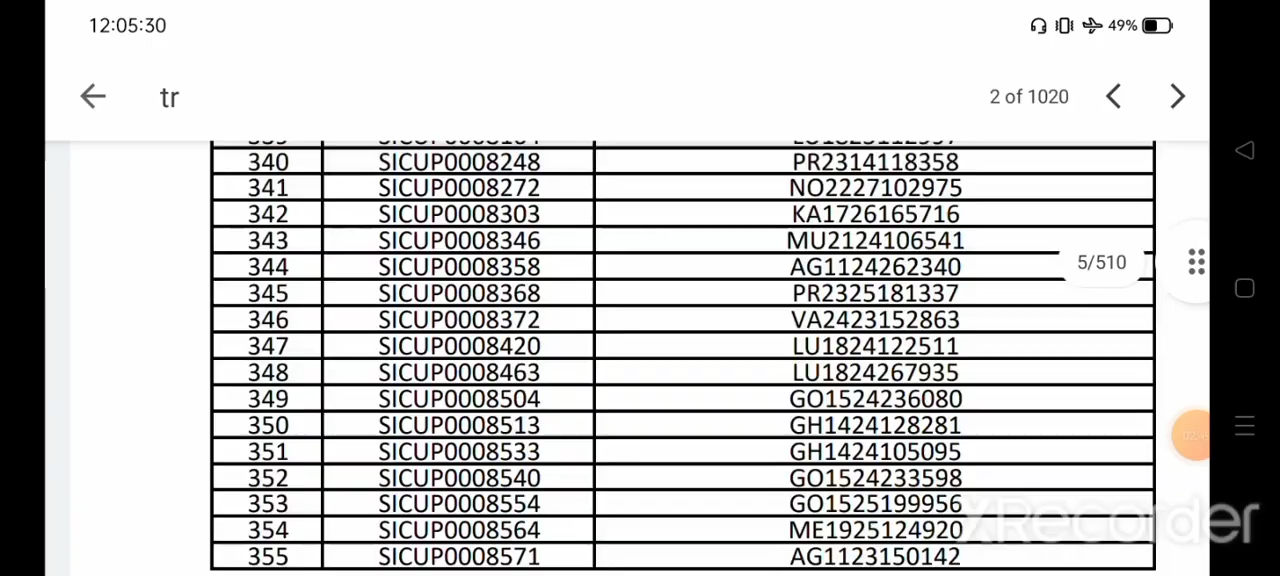 12:05:30 49%
tr 2 of 1020
340 SICUP0008248 PR2314118358
341 SICUP0008272 NO2227102975
342 SICUP0008303 KA1726165716
343 SICUP0008346 MU2124106541
344 SICUP0008358 AG1124262340
5/510
345 SICUP0008368 PR2325181337
346 SICUP0008372 VA2423152863
347 SICUP0008420 LU1824122511
348 SICUP0008463 LU1824267935
349 SICUP0008504 GO1524236080
350 SICUP0008513 GH1424128281
351 SICUP0008533 GH1424105095
352 SICUP0008540 GO1524233598
353 SICUP0008554 GO1525199956
354 SICUP0008564 ME1925124920
XRecorder
355 SICUP0008571 AG1123150142